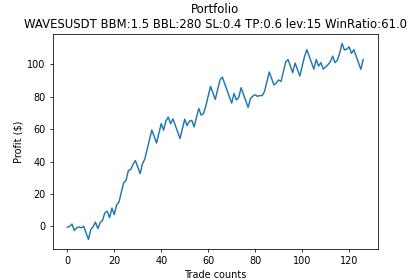 Portfolio
WAVESUSDT BBM:1.5 BBL:280 SL:0.4 TP:0.6 lev:15 WinRatio:61.0
100
80
60
40
20
0
Profit ($)
0 20 40 60 80 100 120
Trade counts